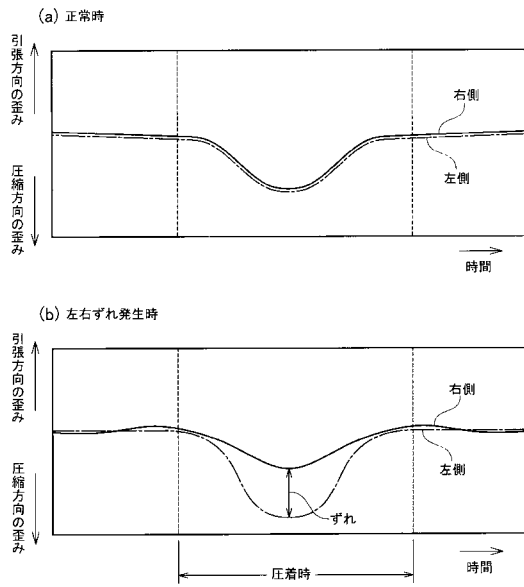 (a) 正常時
引張方向の歪み
圧縮方向の歪み
右側
左側
時間
(b) 左右ずれ発生時
引張方向の歪み
圧縮方向の歪み
右側
左側
ずれ
圧着時
時間